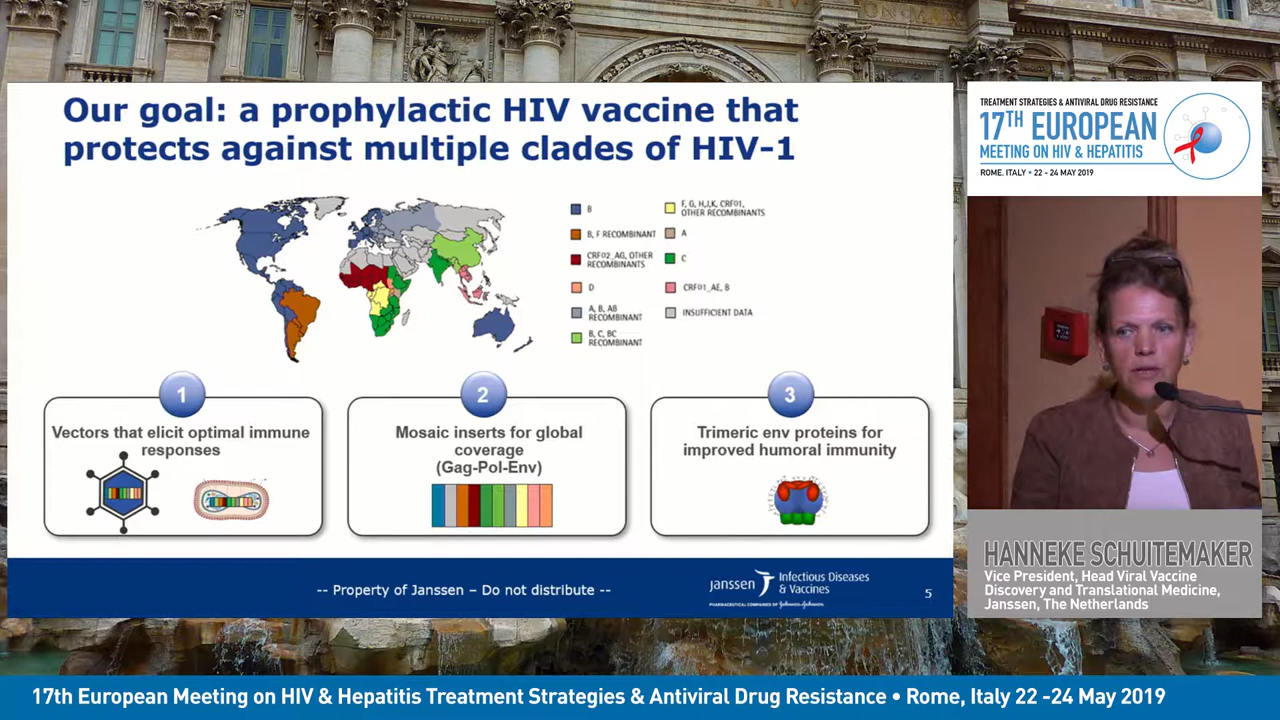 Our goal: a prophylactic HIV vaccine that
protects against multiple clades of HIV-1
B
B, F RECOMBINANT
CRF02_AG, OTHER
RECOMBINANTS
D
A, B, AB
RECOMBINANT
B, C, BC
RECOMBINANT
F, G, H,J,K, CRF01,
OTHER RECOMBINANTS
A
C
CRF01_AE, B
INSUFFICIENT DATA
1
Vectors that elicit optimal immune
responses
2
Mosaic inserts for global
coverage
(Gag-Pol-Env)
3
Trimeric env proteins for
improved humoral immunity
-- Property of Janssen – Do not distribute --
janssen
Infectious Diseases
& Vaccines
PHARMACEUTICAL COMPANIES OF Johnson & Johnson
5
TREATMENT STRATEGIES & ANTIVIRAL DRUG RESISTANCE
17TH EUROPEAN
MEETING ON HIV & HEPATITIS
ROME, ITALY • 22 - 24 MAY 2019
HANNEKE SCHUITEMAKER
Vice President, Head Viral Vaccine
Discovery and Translational Medicine,
Janssen, The Netherlands
17th European Meeting on HIV & Hepatitis Treatment Strategies & Antiviral Drug Resistance • Rome, Italy 22 -24 May 2019